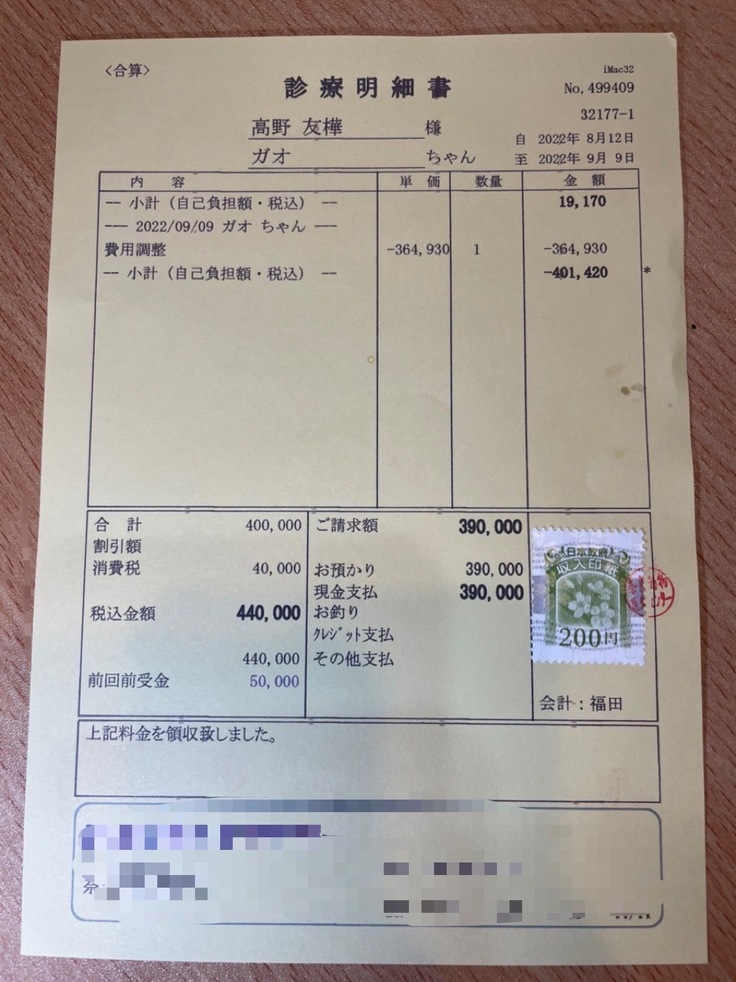 <合算>
iMac32
診療明細書
No. 499409
32177-1
高野 友樺 様
自 2022年 8月12日
ガオ ちゃん
至 2022年 9月 9日
内 容 単 価 数量 金 額
-- 小計（自己負担額・税込） -- 19,170
--- 2022/09/09 ガオ ちゃん ---
費用調整 -364,930 1 -364,930
-- 小計（自己負担額・税込） -- -401,420 *
合 計 400,000 ご請求額 390,000
割引額
消費税 40,000 お預かり 390,000
現金支払 390,000
税込金額 440,000 お釣り
ｸﾚｼﾞｯﾄ支払
440,000 その他支払
前回前受金 50,000
日本政府
収入印紙
200円
会計：福田
上記料金を領収致しました。